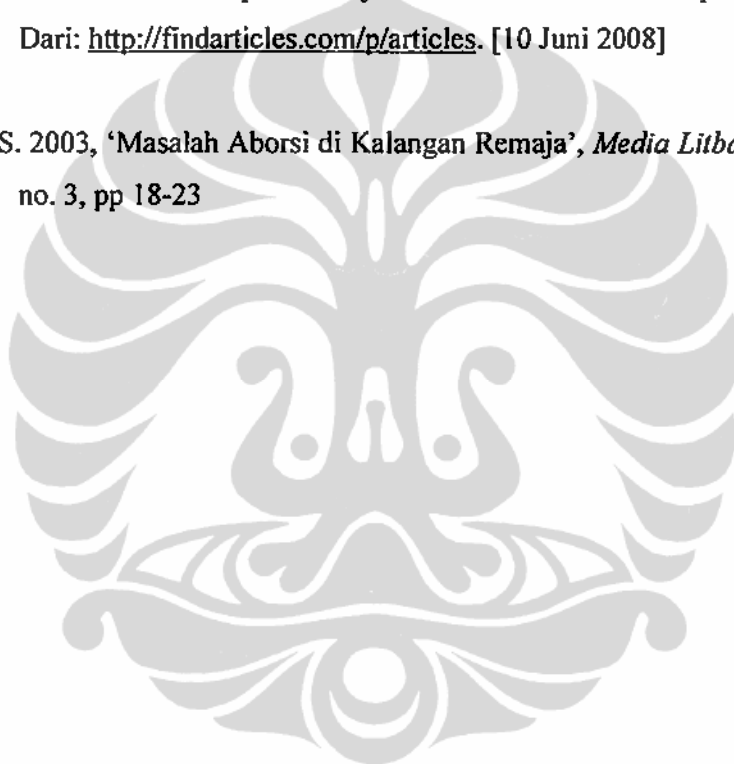 Dari: http://findarticles.com/p/articles. [10 Juni 2008]
S. 2003, ‘Masalah Aborsi di Kalangan Remaja’, Media Litba
no. 3, pp 18-23